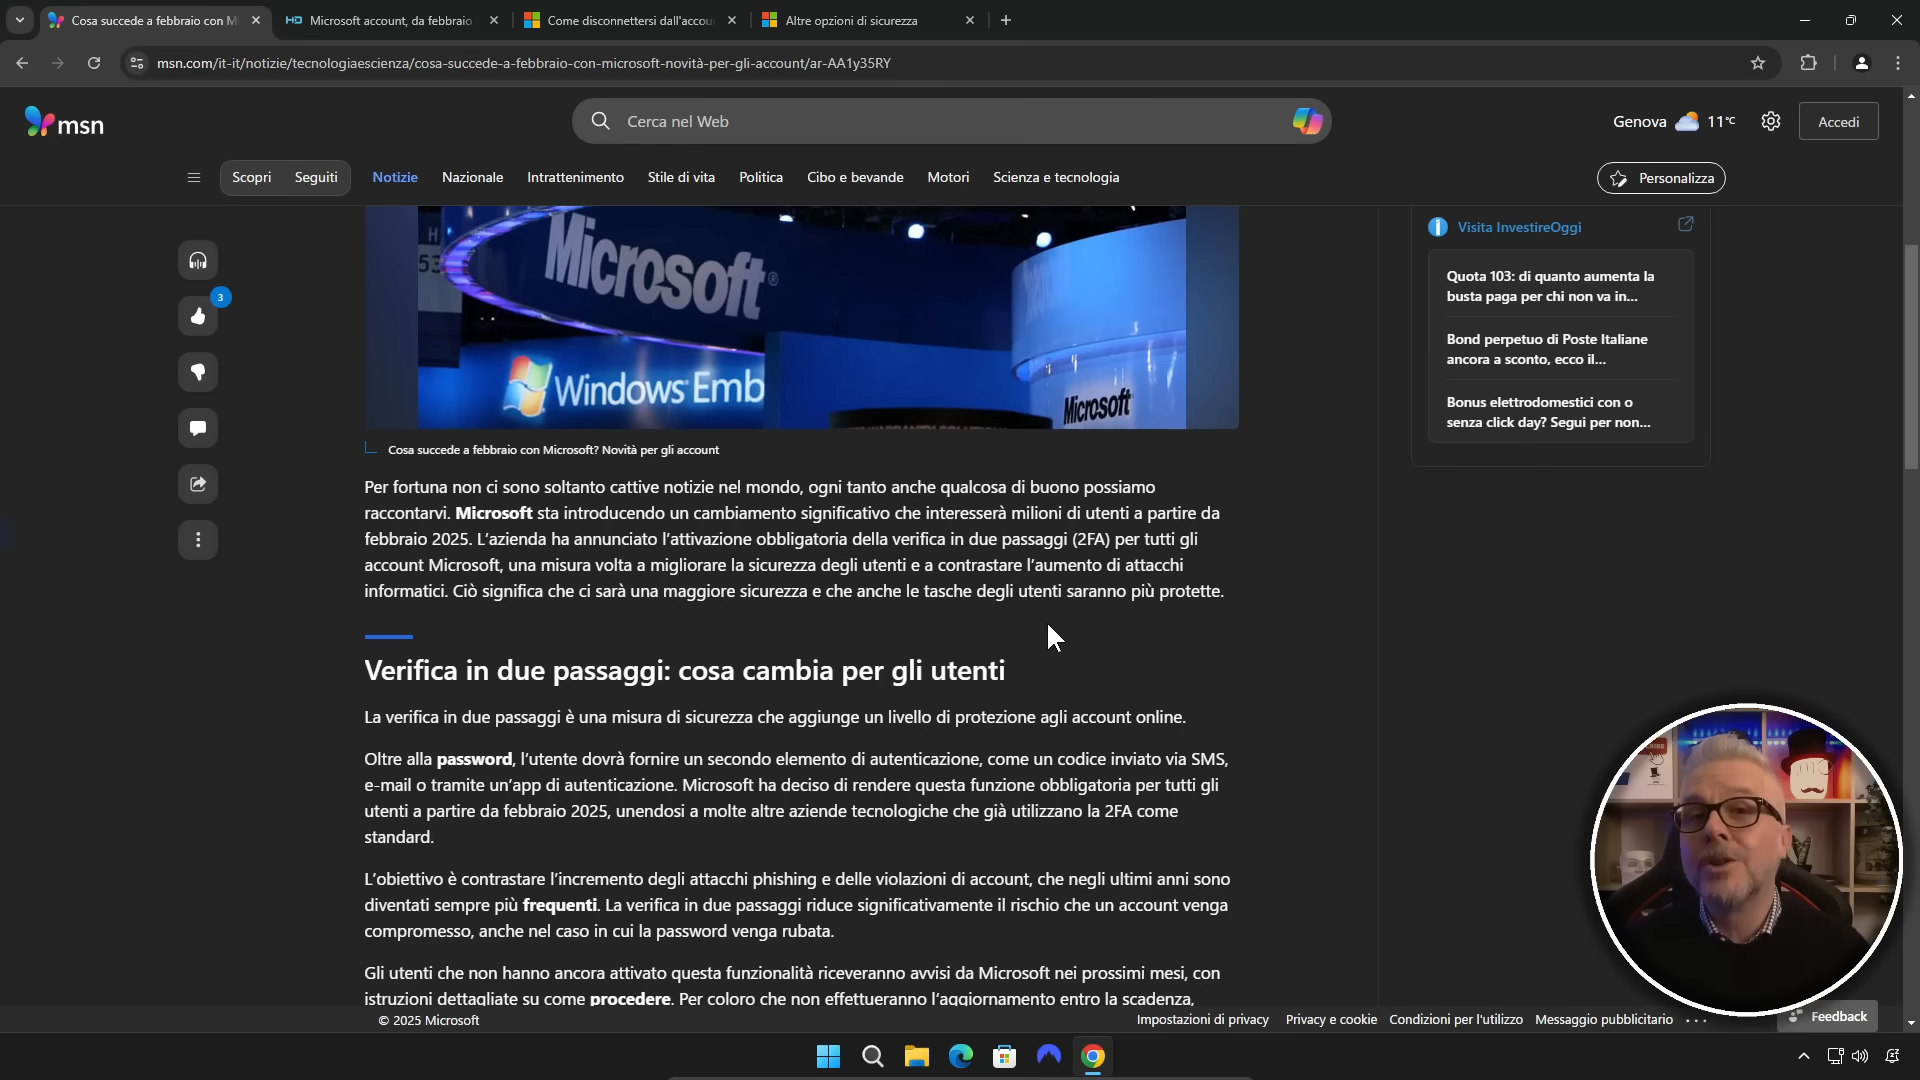 Cosa succede a febbraio con M
Microsoft account, da febbraio
Come disconnettersi dall'accou
Altre opzioni di sicurezza
msn.com/it-it/notizie/tecnologiaescienza/cosa-succede-a-febbraio-con-microsoft-novità-per-gli-account/ar-AA1y35RY
msn
Cerca nel Web
Genova
11°C
Accedi
Scopri
Seguiti
Notizie
Nazionale
Intrattenimento
Stile di vita
Politica
Cibo e bevande
Motori
Scienza e tecnologia
Personalizza
3
Microsoft
Windows Emb
Microsoft
Cosa succede a febbraio con Microsoft? Novità per gli account
Per fortuna non ci sono soltanto cattive notizie nel mondo, ogni tanto anche qualcosa di buono possiamo
raccontarvi. Microsoft sta introducendo un cambiamento significativo che interesserà milioni di utenti a partire da
febbraio 2025. L'azienda ha annunciato l'attivazione obbligatoria della verifica in due passaggi (2FA) per tutti gli
account Microsoft, una misura volta a migliorare la sicurezza degli utenti e a contrastare l'aumento di attacchi
informatici. Ciò significa che ci sarà una maggiore sicurezza e che anche le tasche degli utenti saranno più protette.
Verifica in due passaggi: cosa cambia per gli utenti
La verifica in due passaggi è una misura di sicurezza che aggiunge un livello di protezione agli account online.
Oltre alla password, l'utente dovrà fornire un secondo elemento di autenticazione, come un codice inviato via SMS,
e-mail o tramite un'app di autenticazione. Microsoft ha deciso di rendere questa funzione obbligatoria per tutti gli
utenti a partire da febbraio 2025, unendosi a molte altre aziende tecnologiche che già utilizzano la 2FA come
standard.
L'obiettivo è contrastare l'incremento degli attacchi phishing e delle violazioni di account, che negli ultimi anni sono
diventati sempre più frequenti. La verifica in due passaggi riduce significativamente il rischio che un account venga
compromesso, anche nel caso in cui la password venga rubata.
Gli utenti che non hanno ancora attivato questa funzionalità riceveranno avvisi da Microsoft nei prossimi mesi, con
istruzioni dettagliate su come procedere. Per coloro che non effettueranno l'aggiornamento entro la scadenza,
Visita InvestireOggi
Quota 103: di quanto aumenta la
busta paga per chi non va in...
Bond perpetuo di Poste Italiane
ancora a sconto, ecco il...
Bonus elettrodomestici con o
senza click day? Segui per non...
© 2025 Microsoft
Impostazioni di privacy
Privacy e cookie
Condizioni per l'utilizzo
Messaggio pubblicitario
...
Feedback